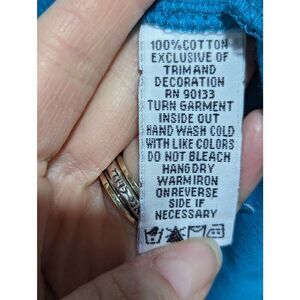 100%COTTON
EXCLUSIVE OF
TRIM AND
DECORATION
RN 90133
TURN GARMENT
INSIDE OUT
HAND WASH COLD
WITH LIKE COLORS
DO NOT BLEACH
HANG DRY
WARM IRON
ON REVERSE
SIDE IF
NECESSARY